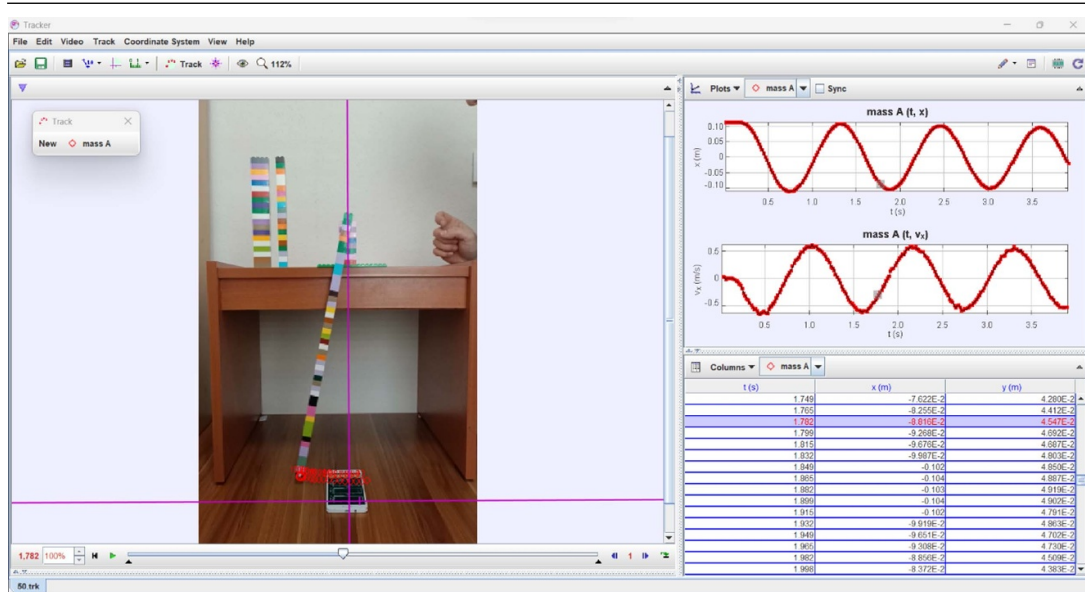 Tracker
File Edit Video Track Coordinate System View Help
Track 112%
Plots mass A Sync
Track
New mass A
mass A (t, x)
x (m)
0.10
0.05
0
-0.05
-0.10
0.5 1.0 1.5 2.0 2.5 3.0 3.5
t (s)
mass A (t, vx)
vx (m/s)
0.5
0
-0.5
0.5 1.0 1.5 2.0 2.5 3.0 3.5
t (s)
Columns mass A
t (s) x (m) y (m)
1.749 -7.622E-2 4.280E-2
1.765 -8.255E-2 4.412E-2
1.782 -8.816E-2 4.547E-2
1.799 -9.268E-2 4.692E-2
1.815 -9.676E-2 4.687E-2
1.832 -9.987E-2 4.803E-2
1.849 -0.102 4.850E-2
1.865 -0.104 4.887E-2
1.882 -0.103 4.919E-2
1.899 -0.104 4.902E-2
1.915 -0.102 4.791E-2
1.932 -9.919E-2 4.863E-2
1.949 -9.651E-2 4.702E-2
1.965 -9.308E-2 4.730E-2
1.982 -8.856E-2 4.509E-2
1.998 -8.372E-2 4.383E-2
1,782 100% 1
50.trk